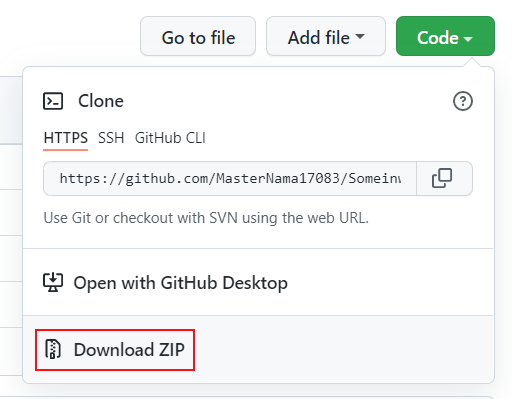 Go to file Add file Code
Clone
HTTPS SSH GitHub CLI
https://github.com/MasterNama17083/Someinv
Use Git or checkout with SVN using the web URL.
Open with GitHub Desktop
Download ZIP